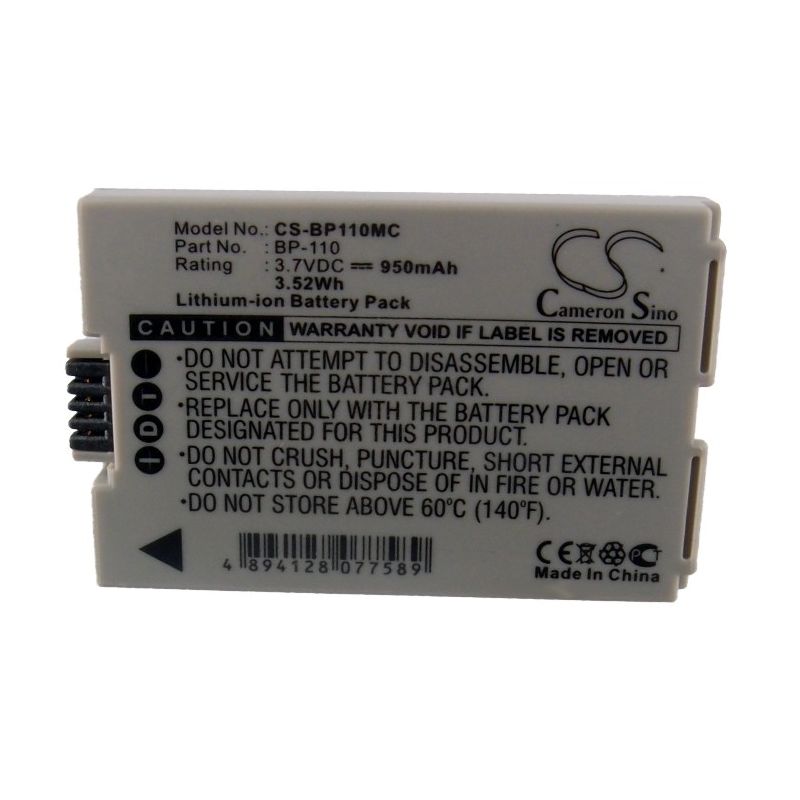 Model No.: CS-BP110MC
Part No. : BP-110
Rating : 3.7VDC ⎓ 950mAh
3.52Wh
Lithium-ion Battery Pack
CS
Cameron Sino
CAUTION WARRANTY VOID IF LABEL IS REMOVED
•DO NOT ATTEMPT TO DISASSEMBLE, OPEN OR
SERVICE THE BATTERY PACK.
•REPLACE ONLY WITH THE BATTERY PACK
DESIGNATED FOR THIS PRODUCT.
•DO NOT CRUSH, PUNCTURE, SHORT EXTERNAL
CONTACTS OR DISPOSE OF IN FIRE OR WATER.
•DO NOT STORE ABOVE 60°C (140°F).
− T D +
4 894128 077589
CE PCT
Made In China